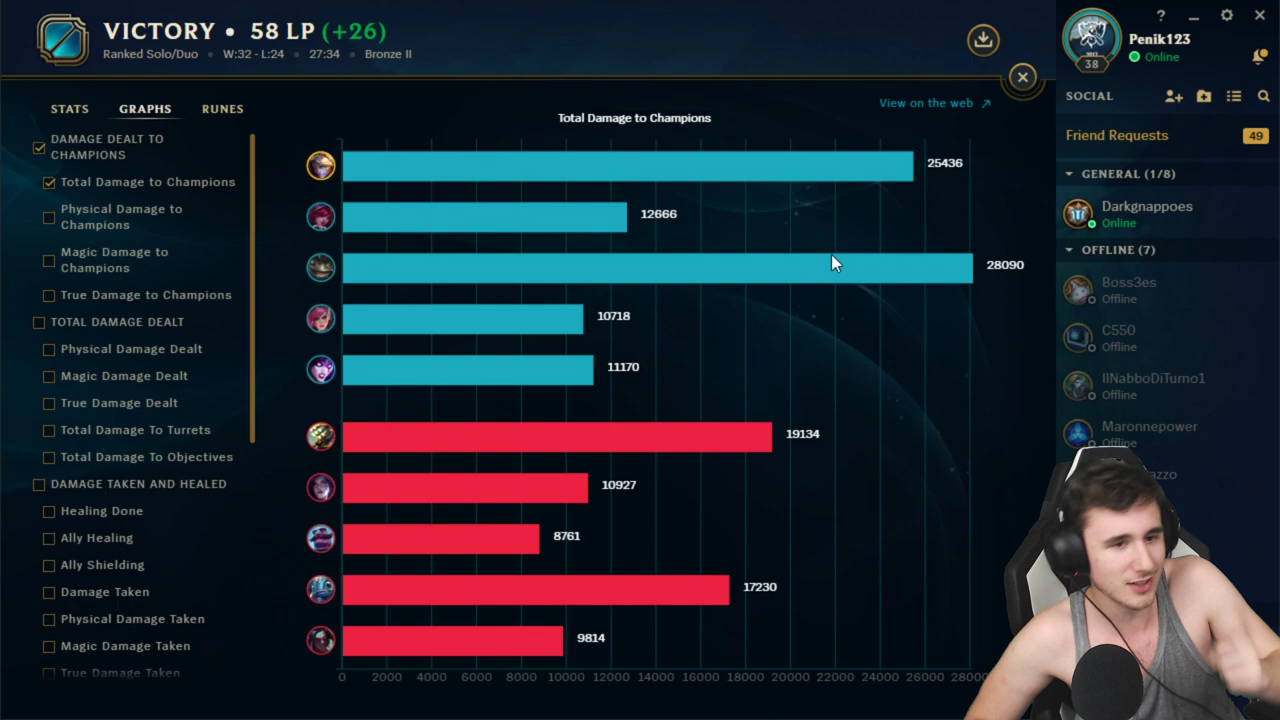 VICTORY • 58 LP (+26)
Ranked Solo/Duo • W:32 - L:24 • 27:34 • Bronze II
?
Penik123
Online
38
SOCIAL
Friend Requests
49
GENERAL (1/8)
Darkgnappoes
Online
OFFLINE (7)
Boss3es
Offline
C550
Offline
IINabboDiTurno1
Offline
Maronnepower
Offline
azzo
STATS
GRAPHS
RUNES
View on the web
DAMAGE DEALT TO
CHAMPIONS
Total Damage to Champions
Physical Damage to
Champions
Magic Damage to
Champions
True Damage to Champions
TOTAL DAMAGE DEALT
Physical Damage Dealt
Magic Damage Dealt
True Damage Dealt
Total Damage To Turrets
Total Damage To Objectives
DAMAGE TAKEN AND HEALED
Healing Done
Ally Healing
Ally Shielding
Damage Taken
Physical Damage Taken
Magic Damage Taken
True Damage Taken
Total Damage to Champions
25436
12666
28090
10718
11170
19134
10927
8761
17230
9814
0 2000 4000 6000 8000 10000 12000 14000 16000 18000 20000 22000 24000 26000 28000